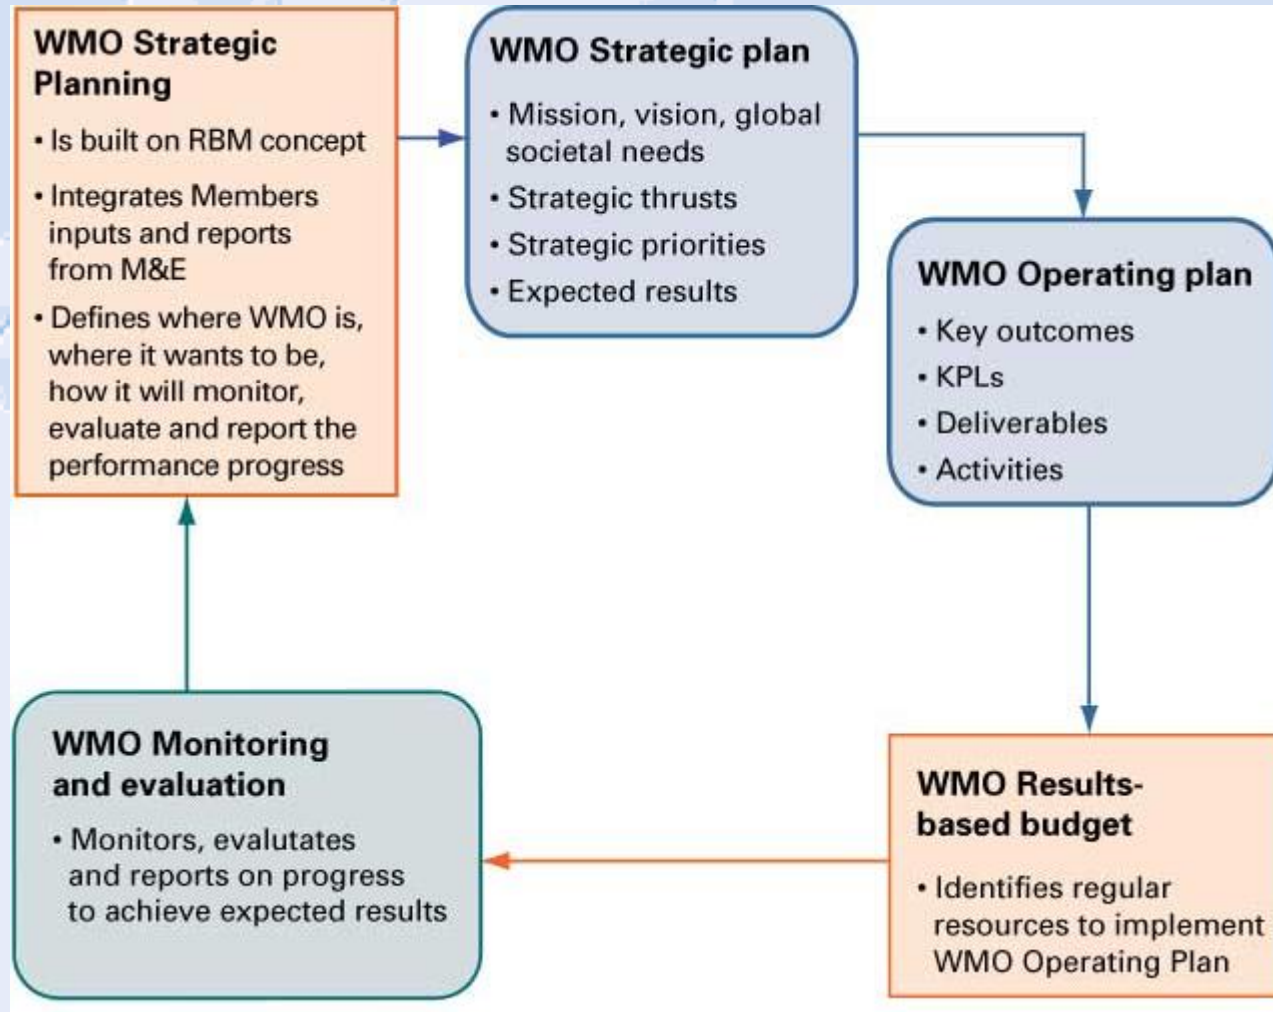 WMO Strategic
Planning
• Is built on RBM concept
• Integrates Members
inputs and reports
from M&E
• Defines where WMO is,
where it wants to be,
how it will monitor,
evaluate and report the
performance progress
WMO Strategic plan
• Mission, vision, global
societal needs
• Strategic thrusts
• Strategic priorities
• Expected results
WMO Operating plan
• Key outcomes
• KPLs
• Deliverables
• Activities
WMO Results-
based budget
• Identifies regular
resources to implement
WMO Operating Plan
WMO Monitoring
and evaluation
• Monitors, evalutates
and reports on progress
to achieve expected results